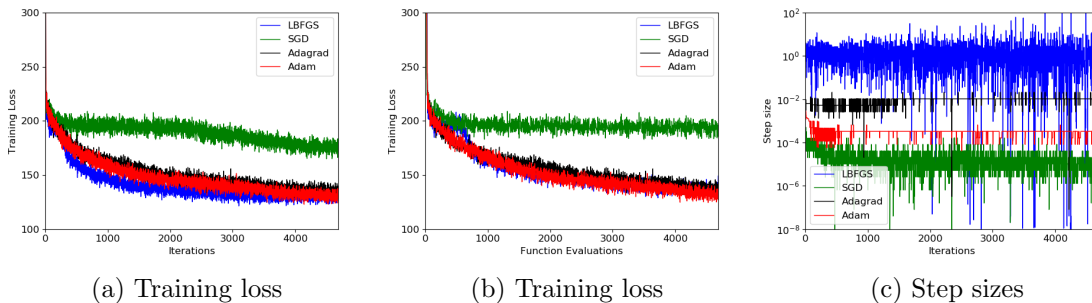 300
250
200
150
100
Training Loss
0
1000
2000
3000
4000
Iterations
LBFGS
SGD
Adagrad
Adam
(a) Training loss
300
250
200
150
100
Training Loss
0
1000
2000
3000
4000
Function Evaluations
LBFGS
SGD
Adagrad
Adam
(b) Training loss
10^2
10^0
10^-2
10^-4
10^-6
10^-8
Step size
0
1000
2000
3000
4000
Iterations
LBFGS
SGD
Adagrad
Adam
(c) Step sizes